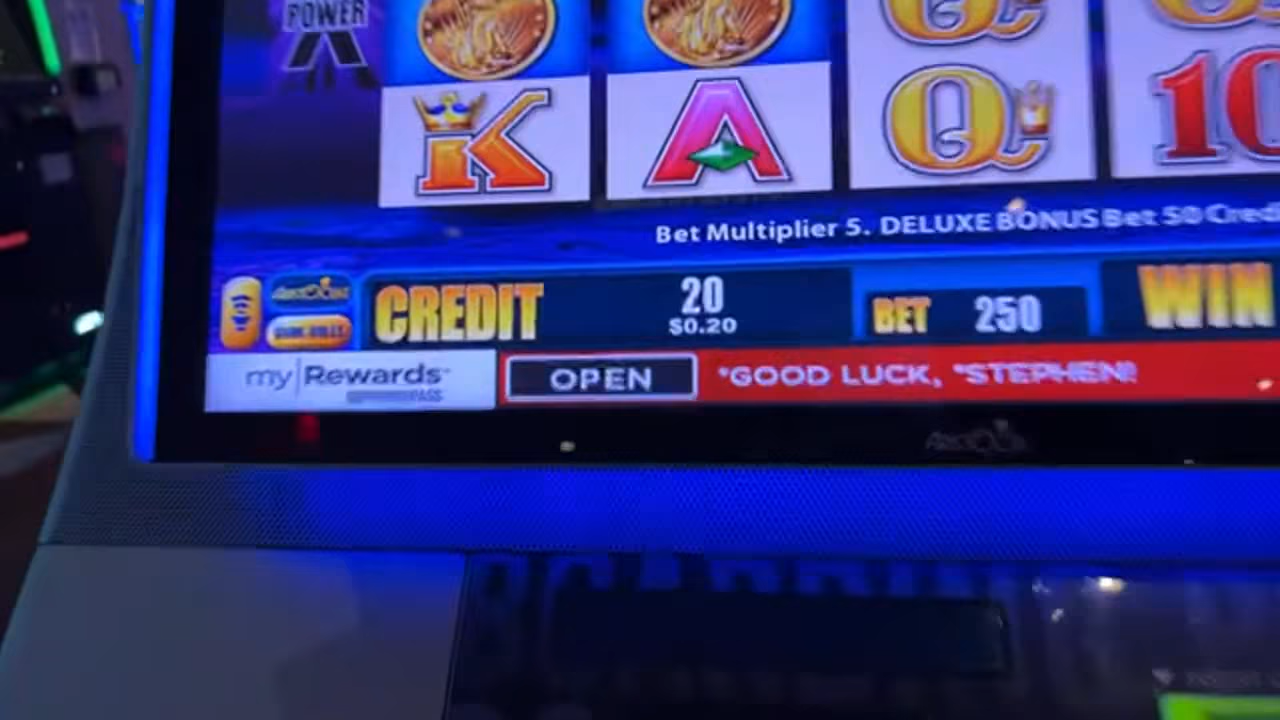 POWER
K A Q 10
Bet Multiplier 5. DELUXE BONUS Bet 50 Cred
CREDIT 20 BET 250 WIN
$0.20
my|Rewards OPEN *GOOD LUCK, *STEPHEN!